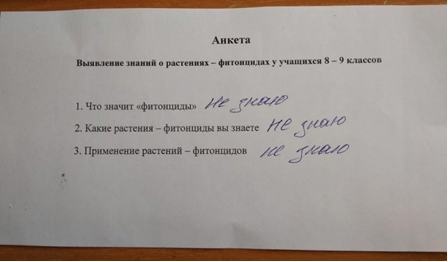 Анкета
Выявление знаний о растениях – фитонцидах у учащихся 8 – 9 классов
1. Что значит «фитонциды» не знаю
2. Какие растения – фитонциды вы знаете не знаю
3. Применение растений – фитонцидов не знаю